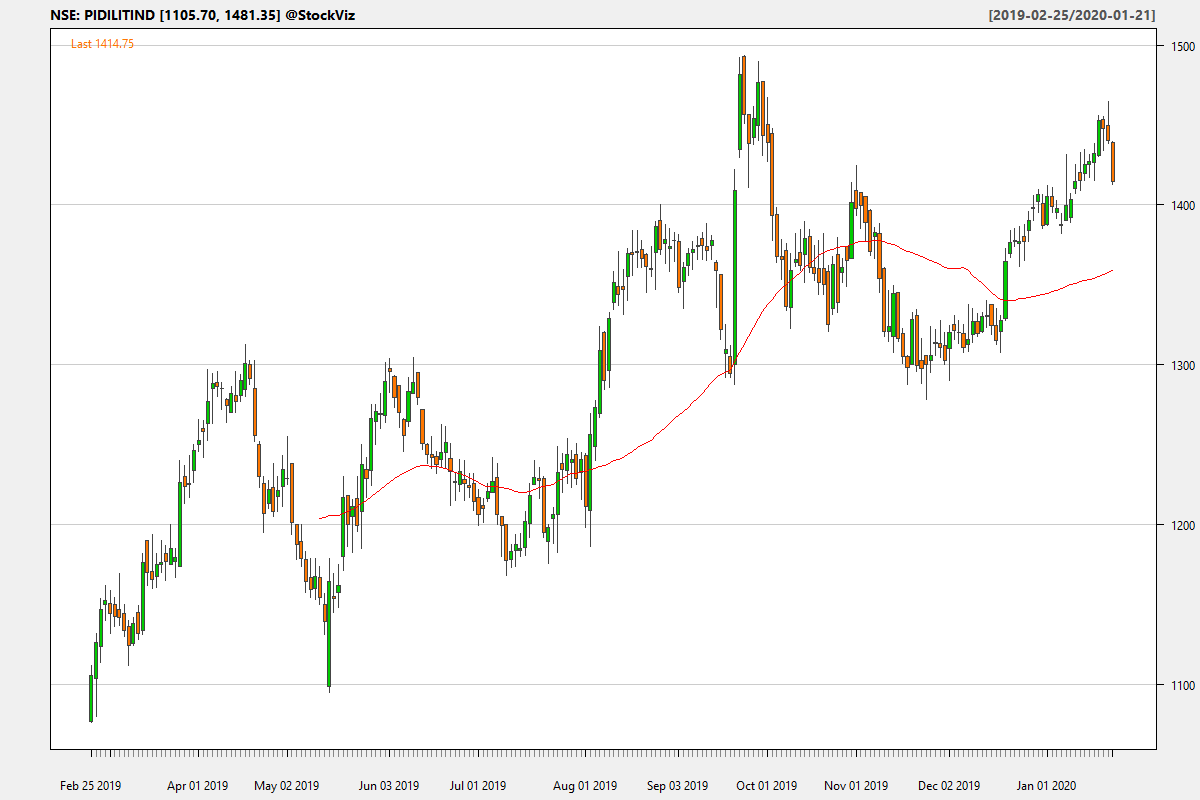 NSE: PIDILITIND [1105.70, 1481.35] @StockViz
[2019-02-25/2020-01-21]
Last 1414.75
1500
1400
1300
1200
1100
Feb 25 2019 Apr 01 2019 May 02 2019 Jun 03 2019 Jul 01 2019 Aug 01 2019 Sep 03 2019 Oct 01 2019 Nov 01 2019 Dec 02 2019 Jan 01 2020